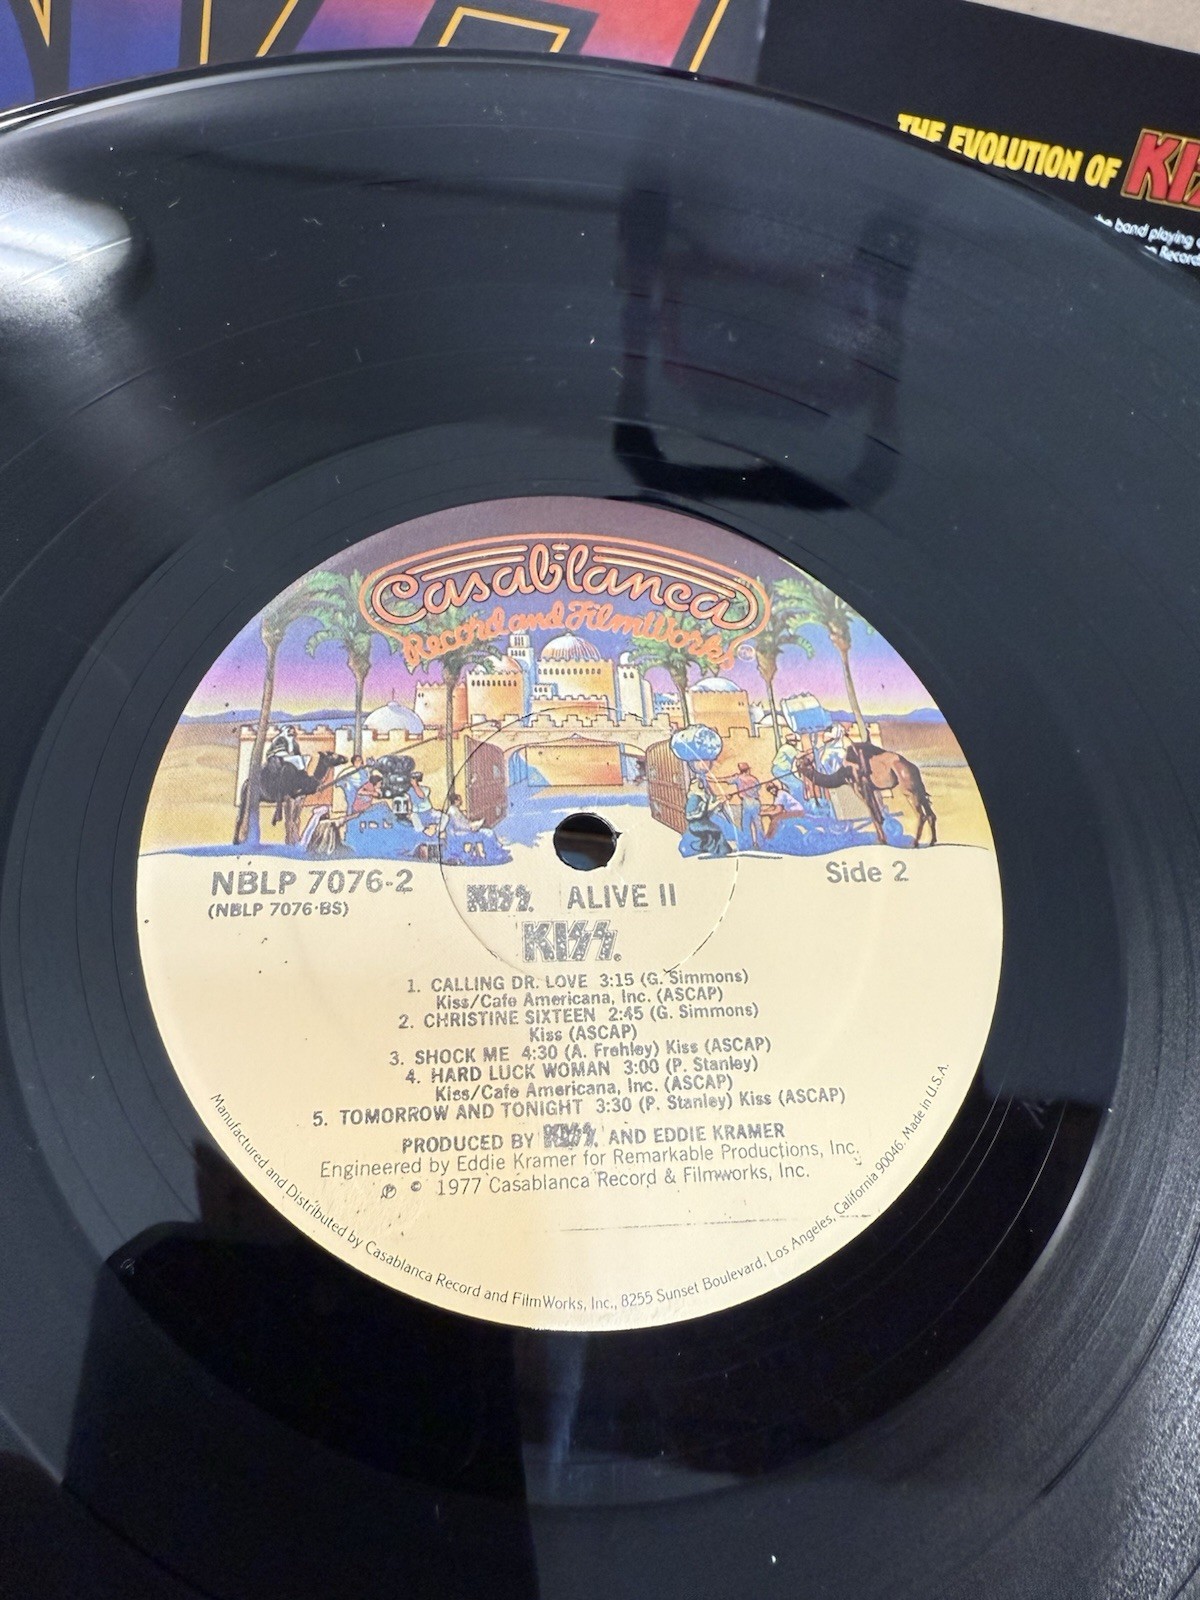 THE EVOLUTION OF KISS
the band playing
Records
Casablanca
Record and FilmWorks
NBLP 7076-2
(NBLP 7076-BS)
Side 2
KISS. ALIVE II
KISS.
1. CALLING DR. LOVE 3:15 (G. Simmons)
Kiss/Cafe Americana, Inc. (ASCAP)
2. CHRISTINE SIXTEEN 2:45 (G. Simmons)
Kiss (ASCAP)
3. SHOCK ME 4:30 (A. Frehley) Kiss (ASCAP)
4. HARD LUCK WOMAN 3:00 (P. Stanley)
Kiss/Cafe Americana, Inc. (ASCAP)
5. TOMORROW AND TONIGHT 3:30 (P. Stanley) Kiss (ASCAP)
PRODUCED BY KISS. AND EDDIE KRAMER
Engineered by Eddie Kramer for Remarkable Productions, Inc.
℗ © 1977 Casablanca Record & Filmworks, Inc.
Manufactured and Distributed by Casablanca Record and FilmWorks, Inc., 8255 Sunset Boulevard, Los Angeles, California 90046. Made in U.S.A.